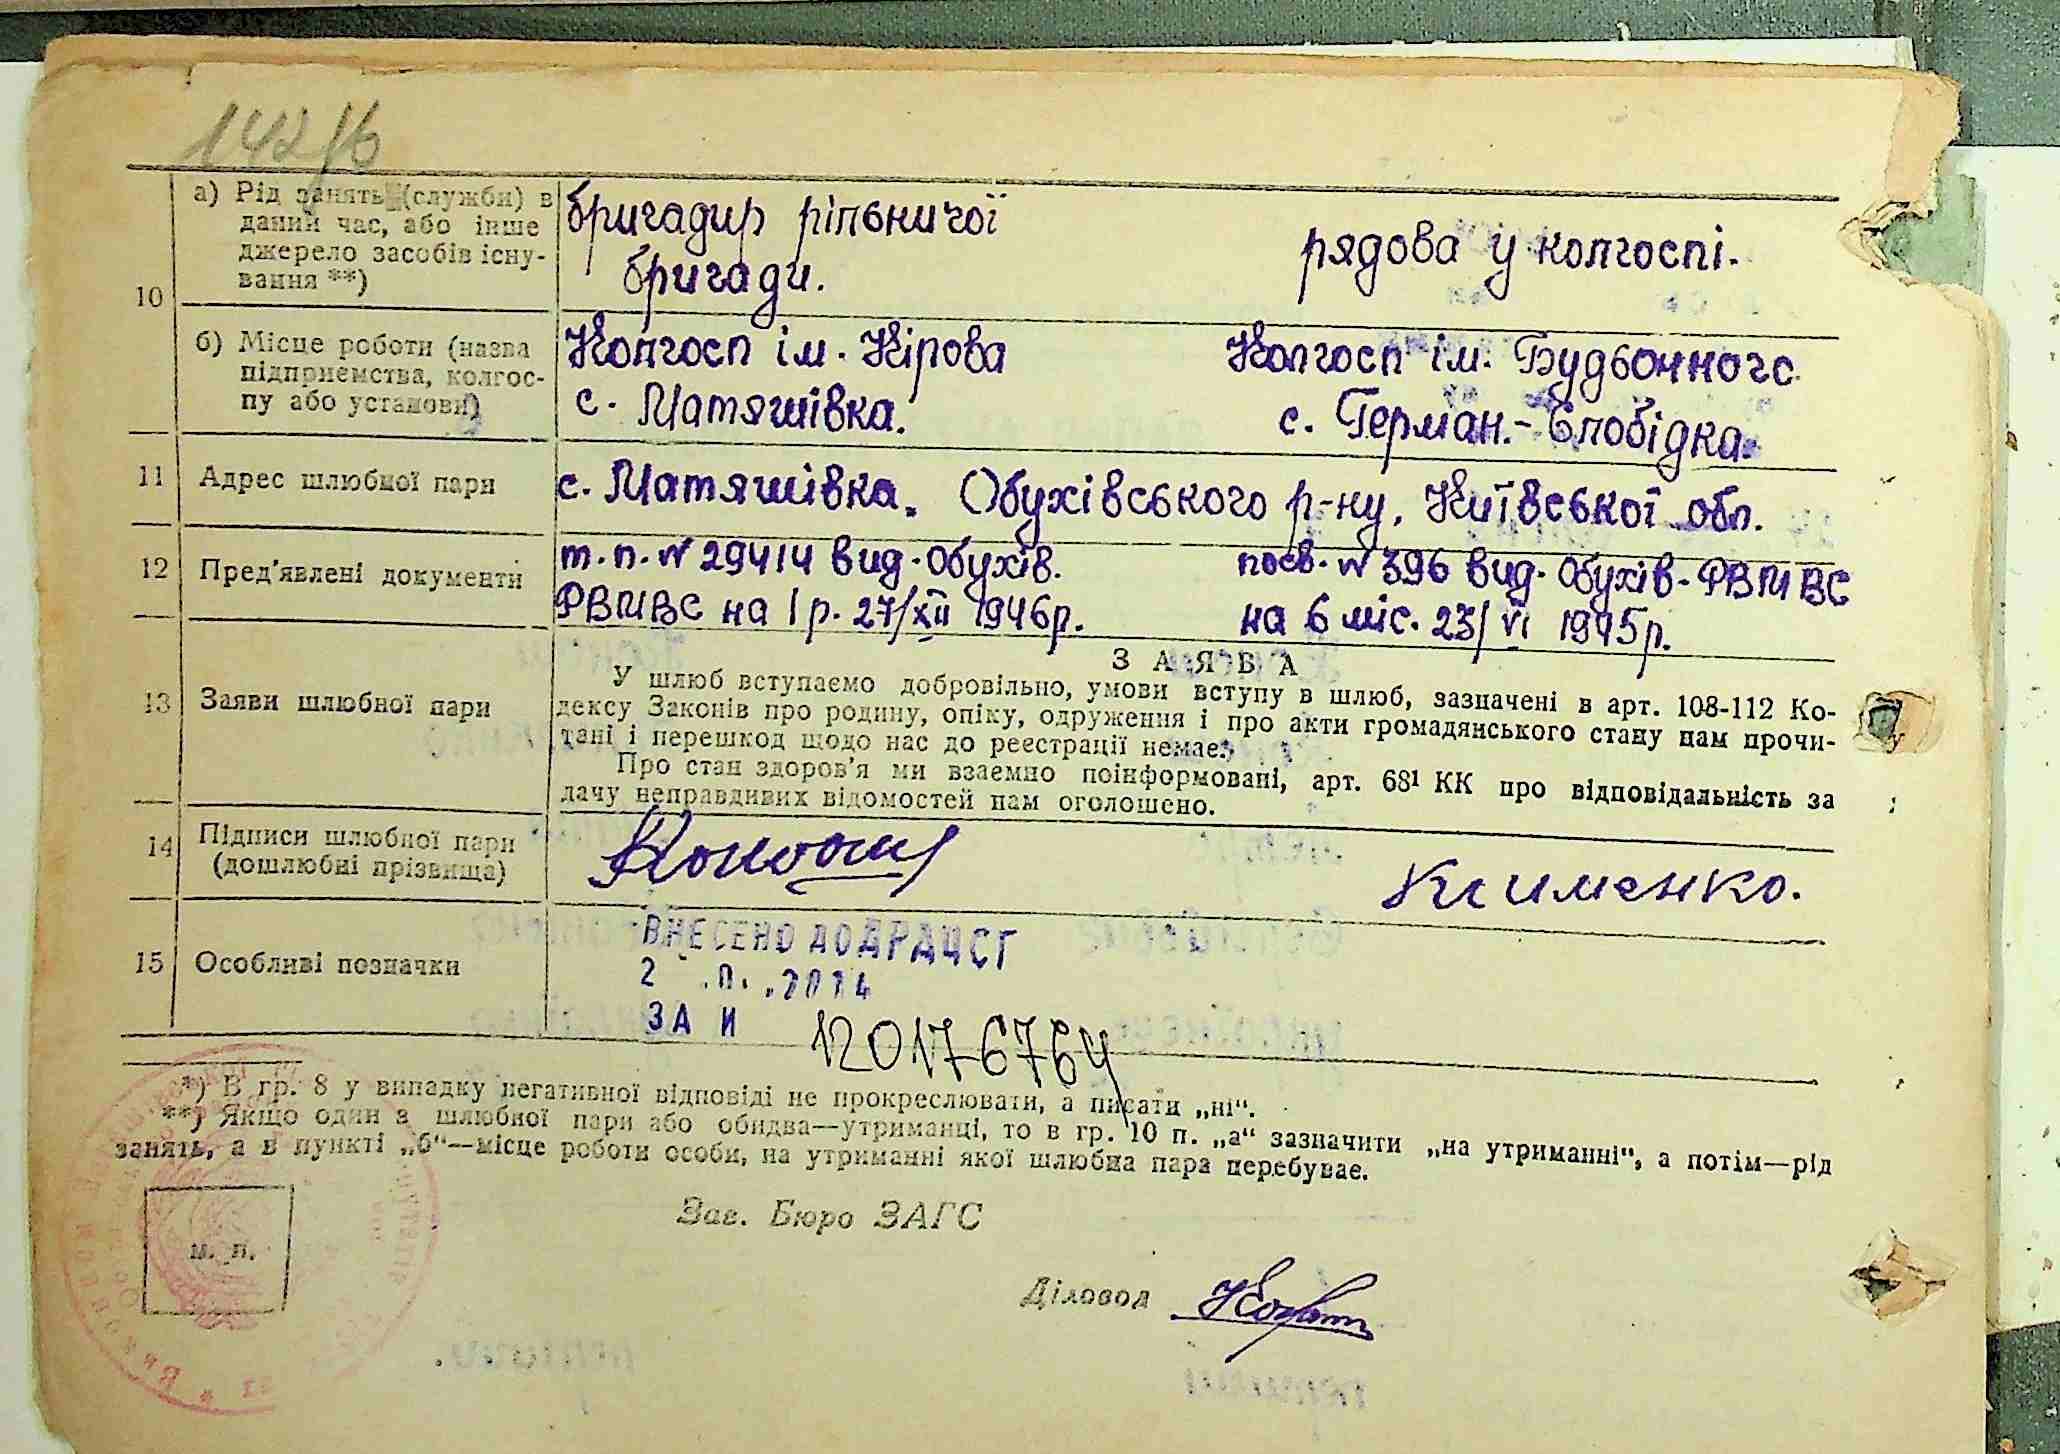 142/6
10
а) Рід занять (служби) в
даний час, або інше
джерело засобів існу-
вання **)
бригадир рільничої
бригади.
рядова у колгоспі.
б) Місце роботи (назва
підприємства, колгос-
пу або установи)
Колгосп ім. Кірова
с. Матяшівка.
Колгосп ім. Будьонного
с. Герман.-Слобідка.
11 Адрес шлюбної пари
с. Матяшівка. Обухівського р-ну, Київської обл.
12 Пред'явлені документи
т.п. № 29414 вид. Обухів.
РВМВС на 1 р. 27/XII 1946р.
посв. № 396 вид. Обухів-РВМВС
на 6 міс. 23/VI 1945р.
13 Заяви шлюбної пари
ЗАЯВА
У шлюб вступаємо добровільно, умови вступу в шлюб, зазначені в арт. 108-112 Ко-
дексу Законів про родину, опіку, одруження і про акти громадянського стану нам прочи-
тані і перешкод щодо нас до реєстрації немає.
Про стан здоров'я ми взаємно поінформовані, арт. 68¹ КК про відповідальність за
дачу неправдивих відомостей нам оголошено.
14 Підписи шлюбної пари
(дошлюбні прізвища)
Клименко.
15 Особливі позначки
ВНЕСЕНО ДО ДРАЦСГ
ЗА И 120176764
*) В гр. 8 у випадку негативної відповіді не прокреслювати, а писати „ні“.
**) Якщо один з шлюбної пари або обидва—утриманці, то в гр. 10 п. „а“ зазначити „на утриманні“, а потім—рід
занять, а в пункті „б“—місце роботи особи, на утриманні якої шлюбна пара перебуває.
м. п.
Зав. Бюро ЗАГС
Діловод